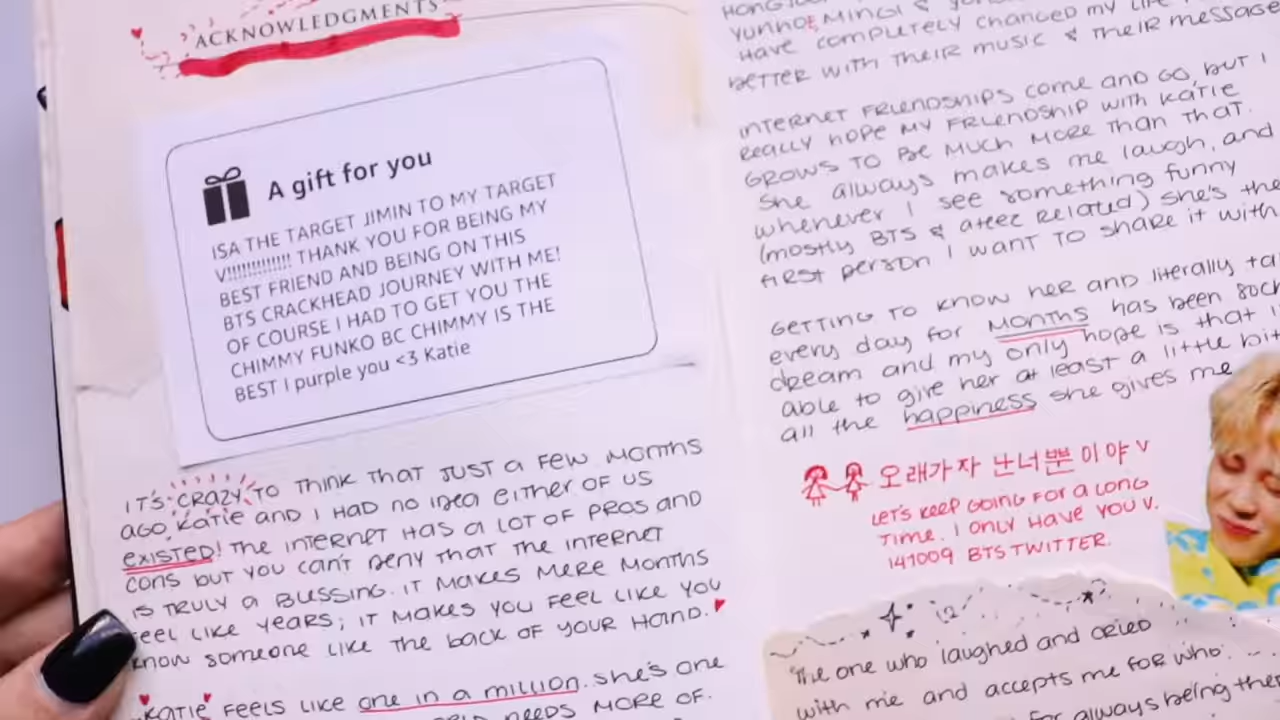 ACKNOWLEDGMENTS
A gift for you
ISA THE TARGET JIMIN TO MY TARGET
V!!!!!!!!!!!!! THANK YOU FOR BEING MY
BEST FRIEND AND BEING ON THIS
BTS CRACKHEAD JOURNEY WITH ME!
OF COURSE I HAD TO GET YOU THE
CHIMMY FUNKO BC CHIMMY IS THE
BEST I purple you <3 Katie
IT'S CRAZY TO THINK THAT JUST a FEW MONTHS
AGO, KATIE AND I HAD NO IDEA EITHER OF US
EXISTED! THE INTERNET HAS a LOT OF PROS AND
CONS BUT YOU CAN'T DENY THAT THE INTERNET
IS TRULY a BLESSING. IT MAKES MERE MONTHS
FEEL LIKE YEARS; IT MAKES YOU FEEL LIKE YOU
KNOW SOMEONE LIKE THE BACK OF YOUR HAND.
KATIE FEELS LIKE one in a million. SHE'S ONE
NEEDS MORE OF.
YUNHO, MINGI &
HAVE COMPLETELY CHANGED MY LIFE
BETTER WITH THEIR MUSIC & THEIR MESSAGE
INTERNET FRIENDSHIPS COME AND GO, BUT I
REALLY HOPE MY FRIENDSHIP WITH KATIE
GROWS TO BE MUCH MORE THAN THAT.
She always makes me laugh, and
whenever I see something funny
(mostly BTS & ateez related) she's the
first person I want to share it with
GETTING TO KNOW HER AND literally
every day for MONTHS has been such
dream and my only hope is that I
able to give her at least a little bit
all the happiness she gives me
오래가자 난너뿐이야 V
LET'S KEEP GOING FOR A LONG
TIME. I ONLY HAVE YOU V.
141009 BTS TWITTER.
"The one who laughed and cried
with me and accepts me for who
for always being there